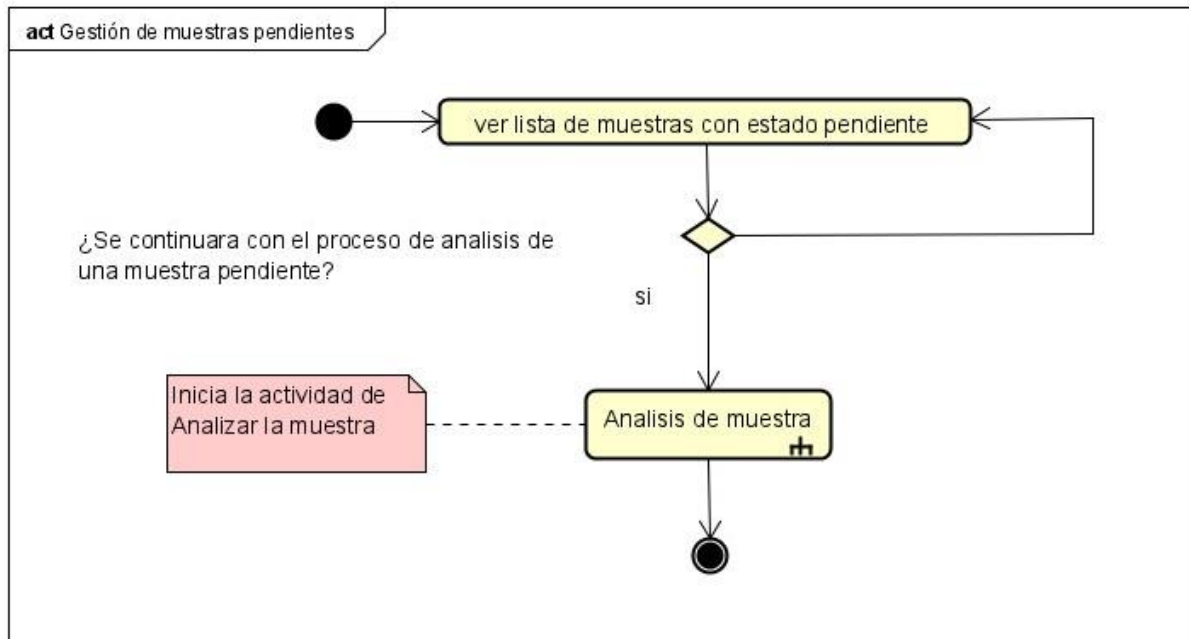 act Gestión de muestras pendientes
ver lista de muestras con estado pendiente
¿Se continuara con el proceso de analisis de
una muestra pendiente?
si
Inicia la actividad de
Analizar la muestra
Analisis de muestra